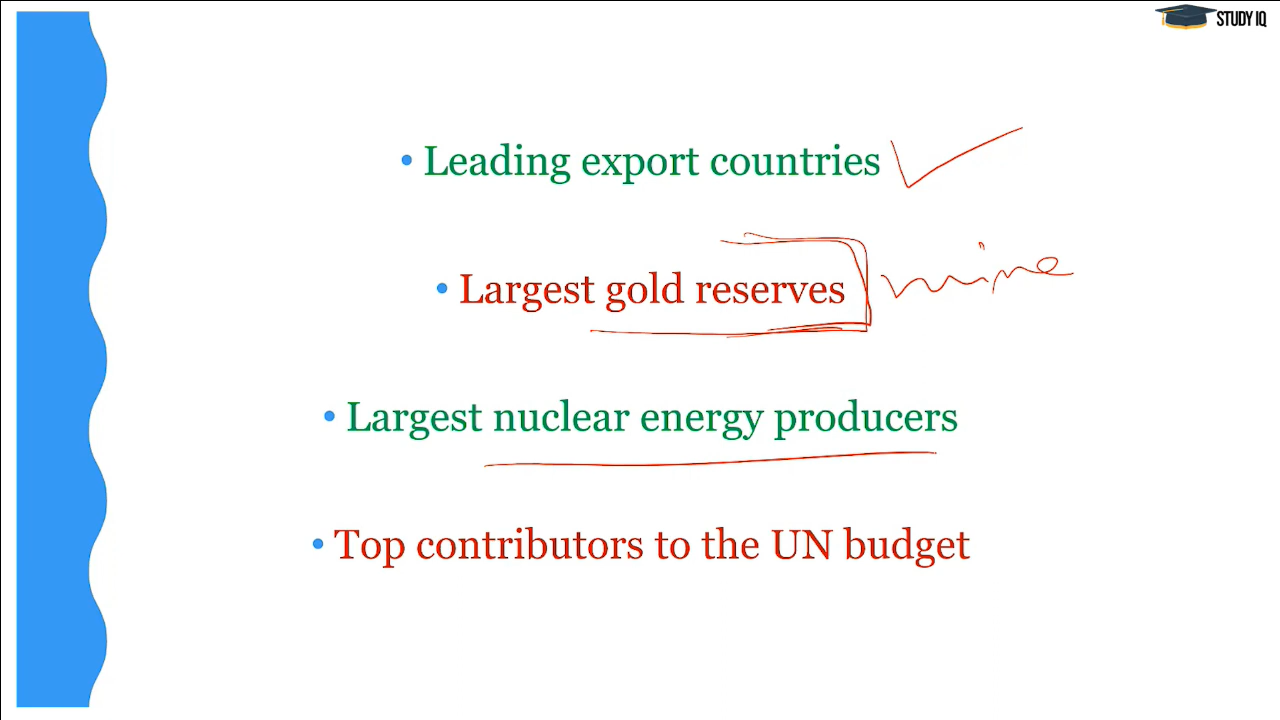 STUDY IQ
• Leading export countries
• Largest gold reserves mine
• Largest nuclear energy producers
• Top contributors to the UN budget